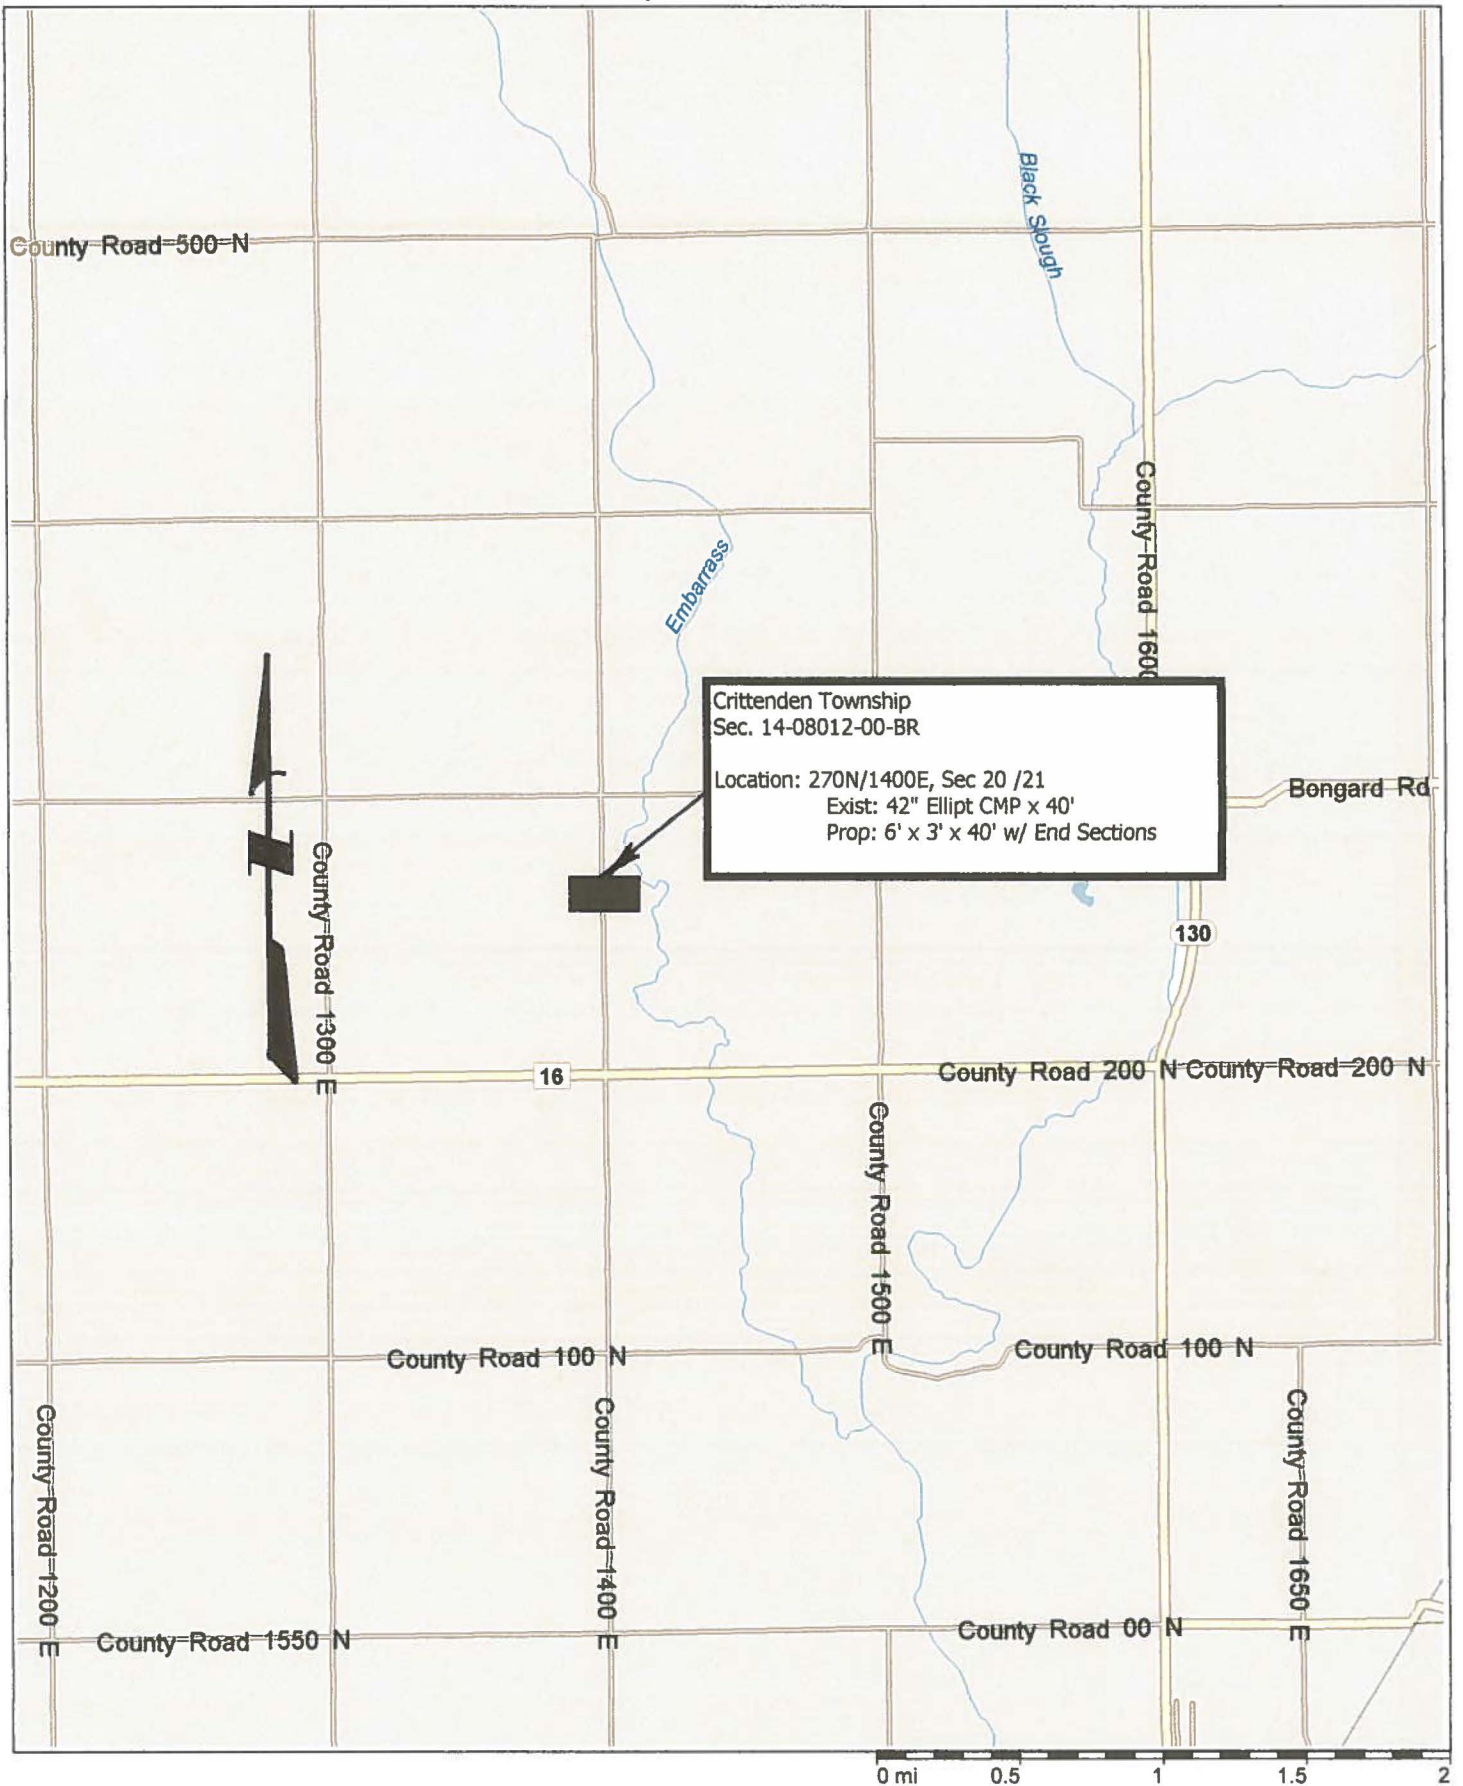 Black Slough
County Road 500 N
County Road 1600
Embarrass
Crittenden Township
Sec. 14-08012-00-BR
Location: 270N/1400E, Sec 20 /21
Exist: 42" Ellipt CMP x 40'
Prop: 6' x 3' x 40' w/ End Sections
Bongard Rd
County Road 1300 E
130
16
County Road 200 N
County Road 200 N
County Road 1500 E
County Road 100 N
County Road 100 N
County Road 1200 E
County Road 1400 E
County Road 1650 E
County Road 1550 N
County Road 00 N
0 mi 0.5 1 1.5 2